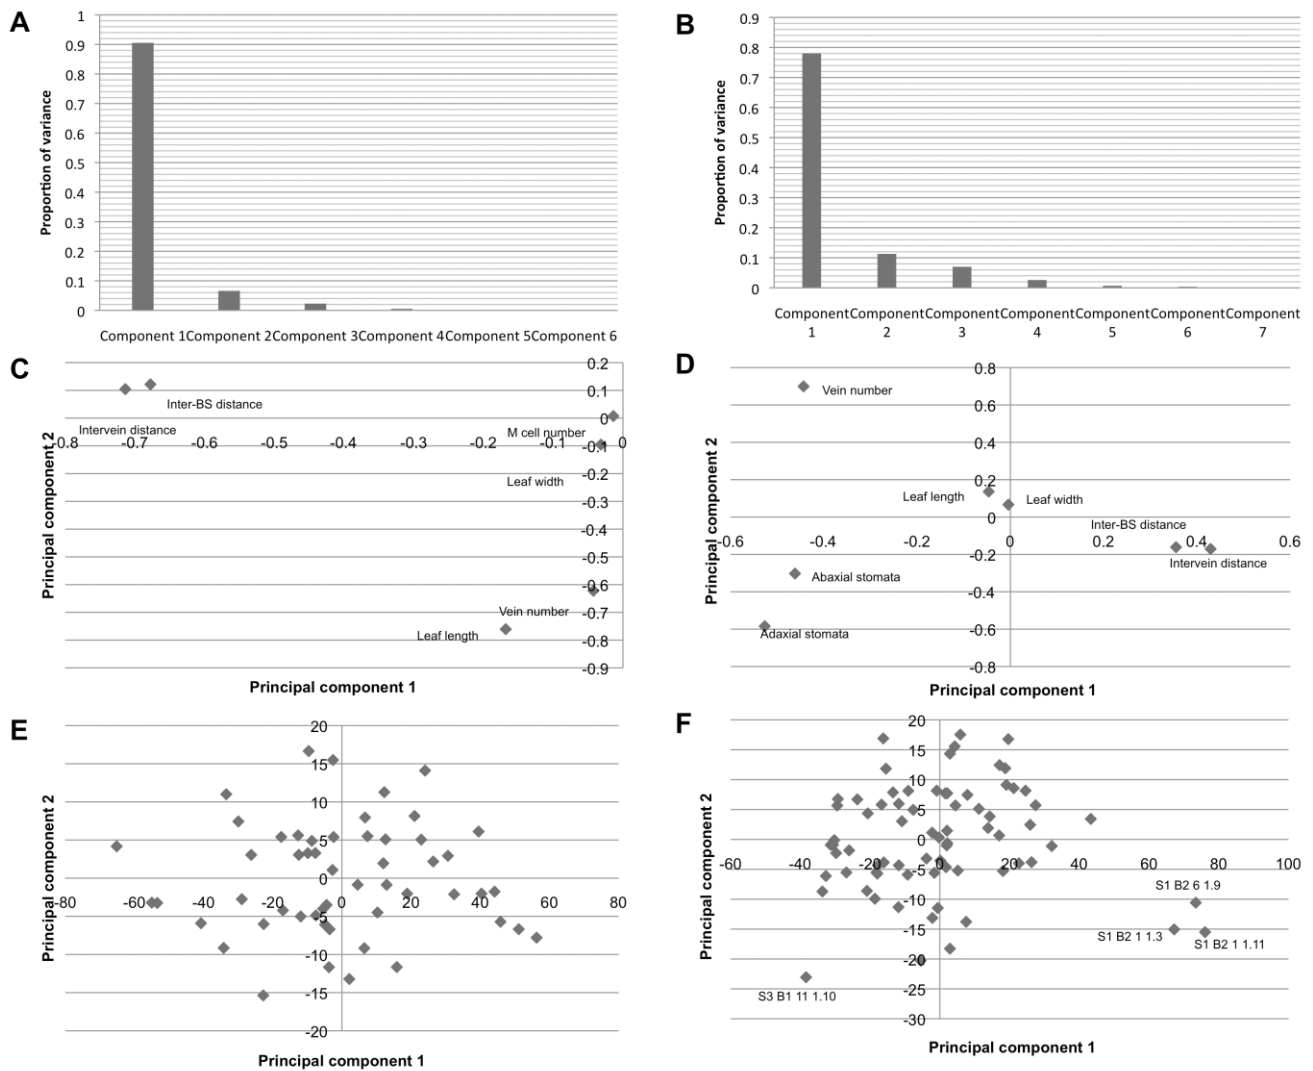 A
1
0.9
0.8
0.7
0.6
0.5
0.4
0.3
0.2
0.1
0
Proportion of variance
Component 1Component 2Component 3Component 4Component 5Component 6
B
0.9
0.8
0.7
0.6
0.5
0.4
0.3
0.2
0.1
0
Proportion of variance
Component Component Component Component Component Component Component
1 2 3 4 5 6 7
C
0.2
0.1
0
-0.1
-0.2
-0.3
-0.4
-0.5
-0.6
-0.7
-0.8
-0.9
-0.8 -0.7 -0.6 -0.5 -0.4 -0.3 -0.2 -0.1 0
Inter-BS distance
Intervein distance
M cell number
Leaf width
Vein number
Leaf length
Principal component 2
Principal component 1
D
0.8
0.6
0.4
0.2
0
-0.2
-0.4
-0.6
-0.8
-0.6 -0.4 -0.2 0 0.2 0.4 0.6
Vein number
Leaf length
Leaf width
Inter-BS distance
Intervein distance
Abaxial stomata
Adaxial stomata
Principal component 2
Principal component 1
E
20
15
10
5
0
-5
-10
-15
-20
-80 -60 -40 -20 0 20 40 60 80
Principal component 2
Principal component 1
F
20
15
10
5
0
-5
-10
-15
-20
-25
-30
-60 -40 -20 0 20 40 60 80 100
S1 B2 6 1.9
S1 B2 1 1.3
S1 B2 1 1.11
S3 B1 11 1.10
Principal component 2
Principal component 1